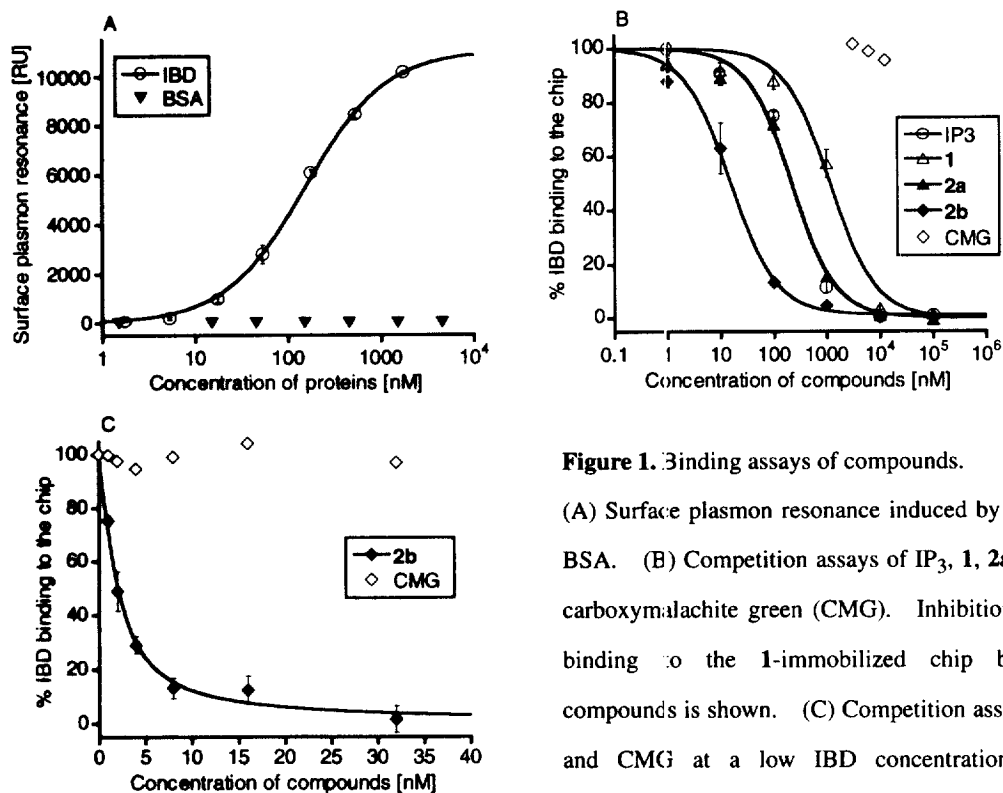 A
Surface plasmon resonance [RU]
10000
8000
6000
4000
2000
0
IBD
BSA
1 10 100 1000 10^4
Concentration of proteins [nM]
B
% IBD binding to the chip
100
80
60
40
20
0
IP3
1
2a
2b
CMG
0.1 1 10 100 1000 10^4 10^5 10^6
Concentration of compounds [nM]
C
% IBD binding to the chip
100
80
60
40
20
0
2b
CMG
0 5 10 15 20 25 30 35 40
Concentration of compounds [nM]
Figure 1. Binding assays of compounds.
(A) Surface plasmon resonance induced by
BSA. (B) Competition assays of IP₃, 1,
carboxymalachite green (CMG). Inhibition
binding to the 1-immobilized chip
compounds is shown. (C) Competition
and CMG at a low IBD concentration